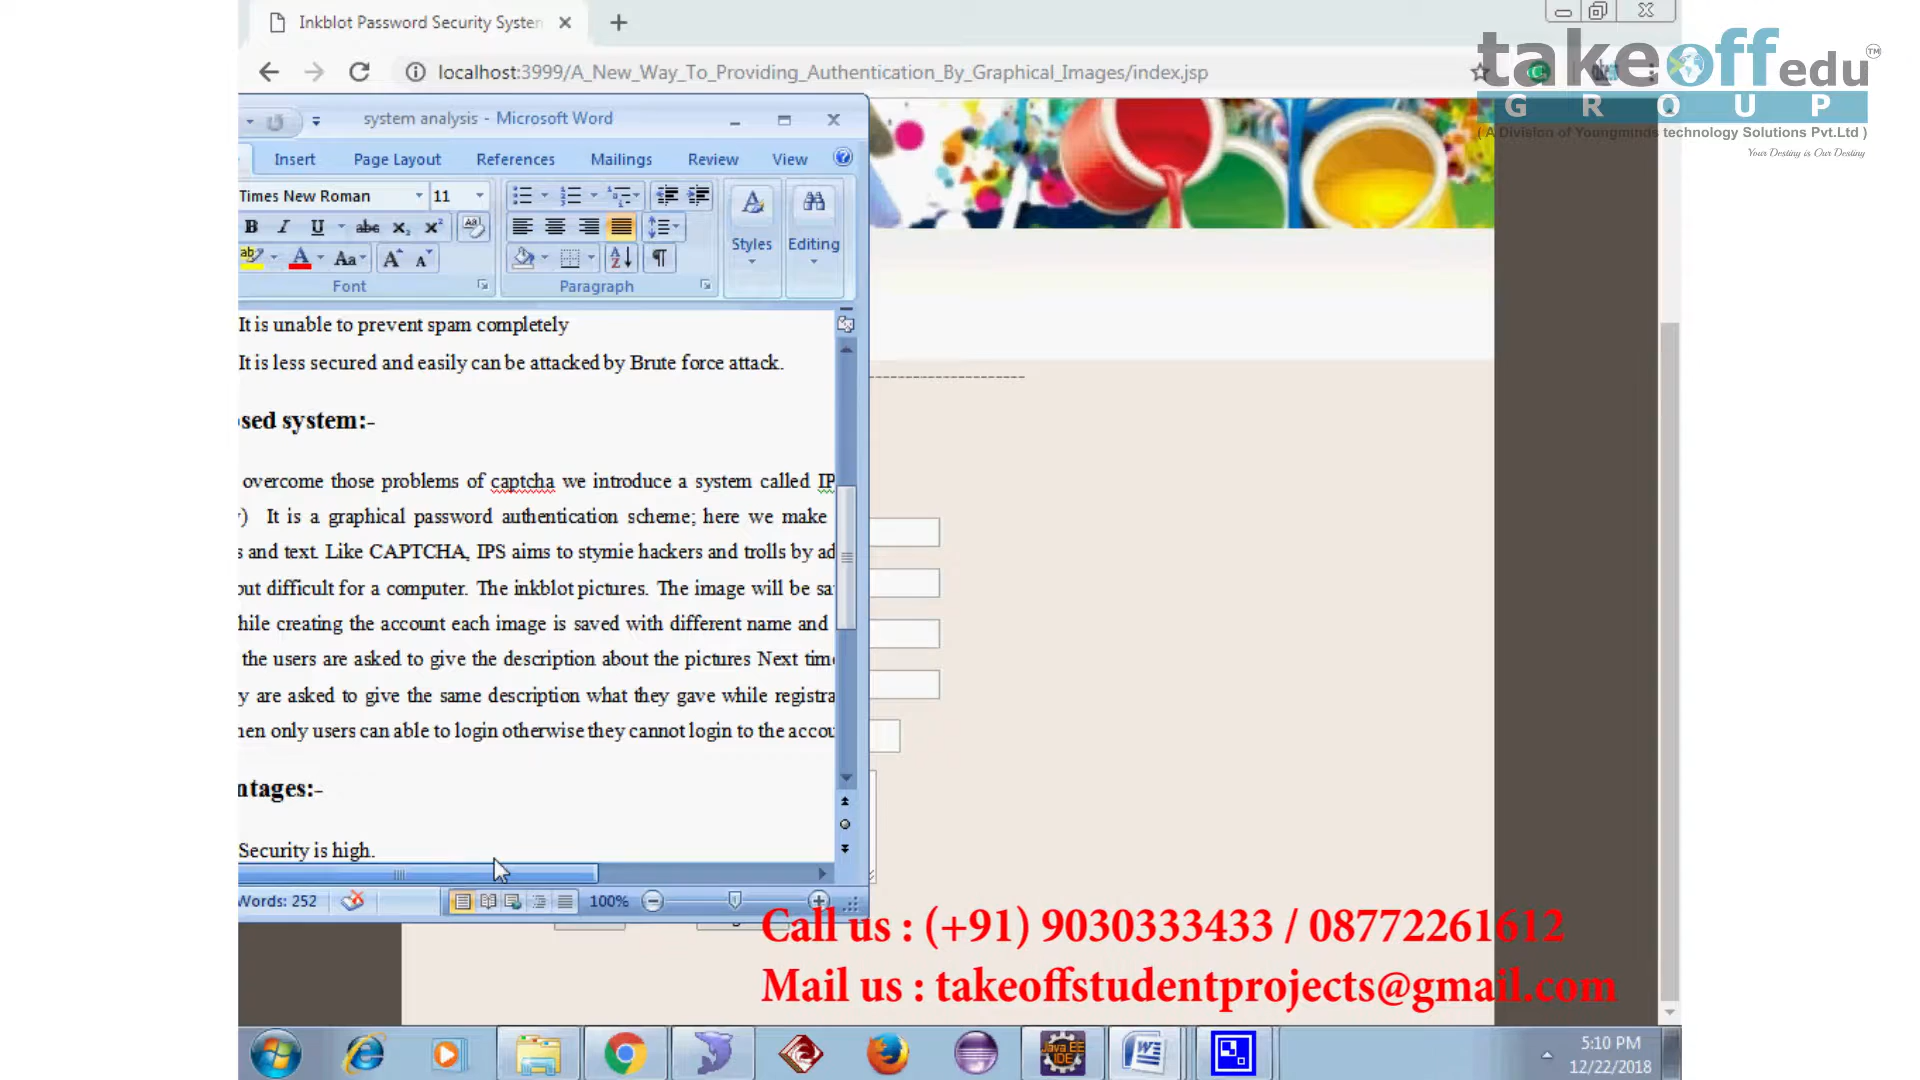 Inkblot Password Security System
localhost:3999/A_New_Way_To_Providing_Authentication_By_Graphical_Images/index.jsp
takeoff edu
TM
GROUP
( A Division of Youngminds technology Solutions Pvt.Ltd )
Your Destiny is Our Destiny
system analysis - Microsoft Word
Insert Page Layout References Mailings Review View
Times New Roman 11
Styles Editing
Font Paragraph
It is unable to prevent spam completely
It is less secured and easily can be attacked by Brute force attack.
osed system:-
overcome those problems of captcha we introduce a system called IP
y) It is a graphical password authentication scheme; here we make
s and text. Like CAPTCHA, IPS aims to stymie hackers and trolls by ad
out difficult for a computer. The inkblot pictures. The image will be sa
hile creating the account each image is saved with different name and
the users are asked to give the description about the pictures Next time
y are asked to give the same description what they gave while registra
hen only users can able to login otherwise they cannot login to the accou
ntages:-
Security is high.
Words: 252 100%
Call us : (+91) 9030333433 / 08772261612
Mail us : takeoffstudentprojects@gmail.com
5:10 PM
12/22/2018